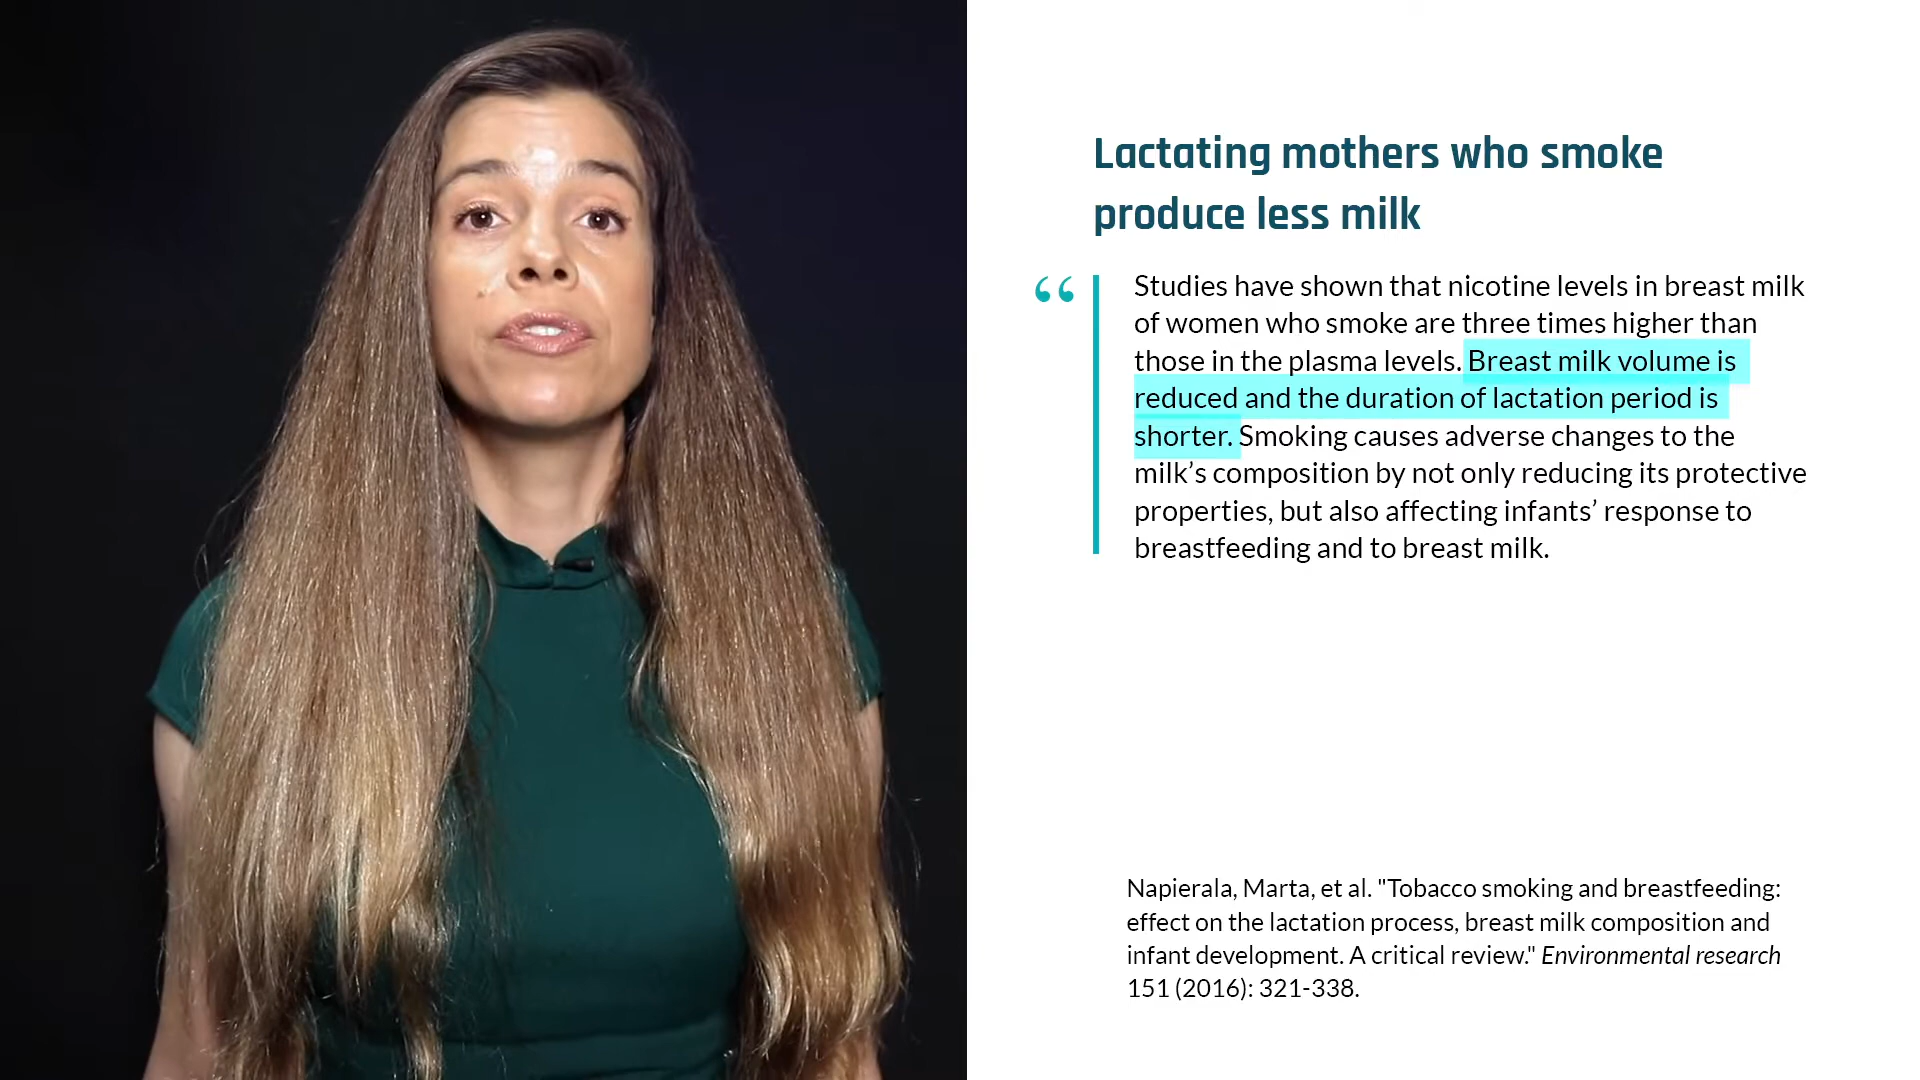 Lactating mothers who smoke
produce less milk
“ Studies have shown that nicotine levels in breast milk
of women who smoke are three times higher than
those in the plasma levels. Breast milk volume is
reduced and the duration of lactation period is
shorter. Smoking causes adverse changes to the
milk’s composition by not only reducing its protective
properties, but also affecting infants’ response to
breastfeeding and to breast milk.
Napierala, Marta, et al. "Tobacco smoking and breastfeeding:
effect on the lactation process, breast milk composition and
infant development. A critical review." Environmental research
151 (2016): 321-338.